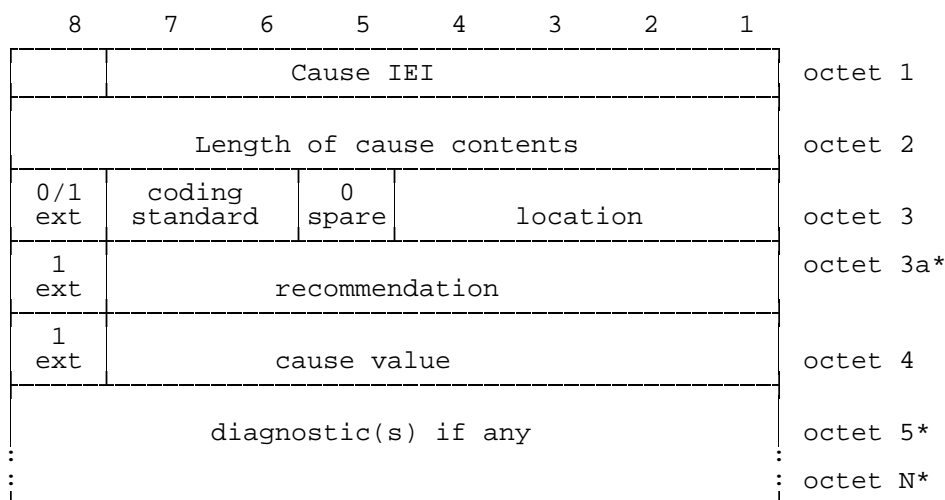 8 7 6 5 4 3 2 1
Cause IEI octet 1
Length of cause contents octet 2
0/1 coding 0
ext standard spare location octet 3
1 octet 3a*
ext recommendation
1
ext cause value octet 4
diagnostic(s) if any octet 5*
: :
: : octet N*